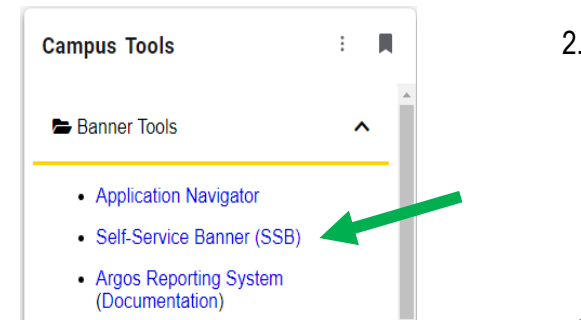 Campus Tools
2.
Banner Tools
Application Navigator
Self-Service Banner (SSB)
Argos Reporting System
(Documentation)